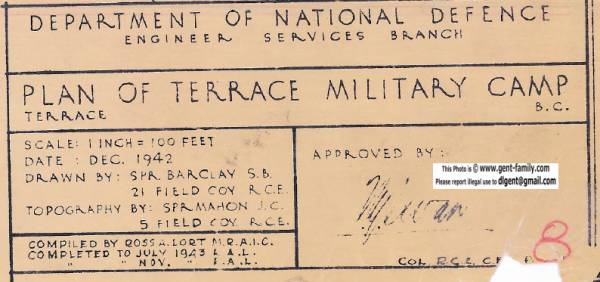 DEPARTMENT OF NATIONAL DEFENCE
ENGINEER SERVICES BRANCH
PLAN OF TERRACE MILITARY CAMP
TERRACE B.C.
SCALE: 1 INCH = 100 FEET
DATE: DEC. 1942
DRAWN BY: SPR. BARCLAY S.B.
21 FIELD COY R.C.E.
TOPOGRAPHY BY: SPR. MAHON J.C.
5 FIELD COY R.C.E.
COMPILED BY ROSS A. LORT M.R.A.I.C.
COMPLETED TO JULY 1943 L.A.L.
" " NOV. "
APPROVED BY:
This Photo is © www.gent-family.com
Please report illegal use to digent@gmail.com
8
COL. R.C.E.